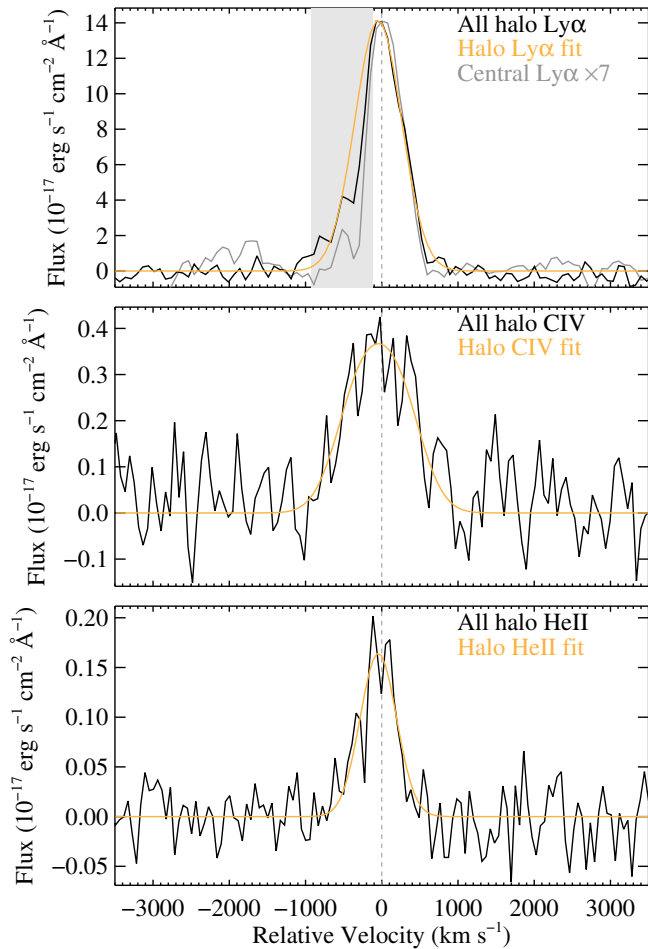 All halo Lyα
Halo Lyα fit
Central Lyα ×7
Flux (10⁻¹⁷ erg s⁻¹ cm⁻² Å⁻¹)
14
12
10
8
6
4
2
0
All halo CIV
Halo CIV fit
Flux (10⁻¹⁷ erg s⁻¹ cm⁻² Å⁻¹)
0.4
0.3
0.2
0.1
0.0
−0.1
All halo HeII
Halo HeII fit
Flux (10⁻¹⁷ erg s⁻¹ cm⁻² Å⁻¹)
0.20
0.15
0.10
0.05
0.00
−0.05
−3000 −2000 −1000 0 1000 2000 3000
Relative Velocity (km s⁻¹)